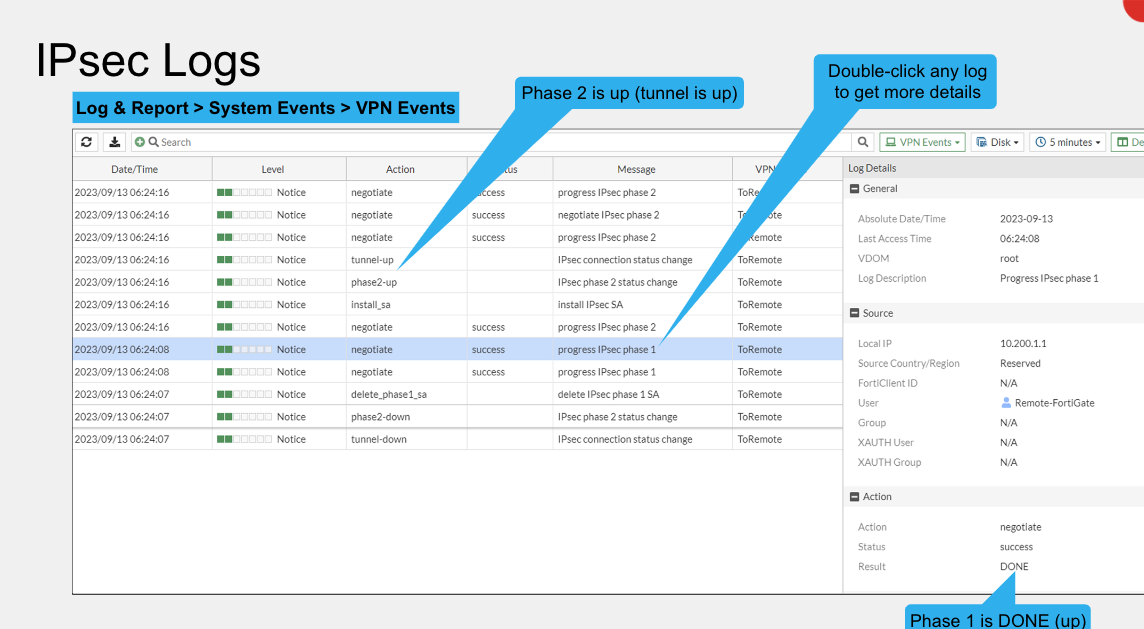 IPsec Logs
Log & Report > System Events > VPN Events
Phase 2 is up (tunnel is up)
Double-click any log
to get more details
Search
VPN Events
Disk
5 minutes
Date/Time Level Action Message
2023/09/13 06:24:16 Notice negotiate success progress IPsec phase 2
2023/09/13 06:24:16 Notice negotiate success negotiate IPsec phase 2
2023/09/13 06:24:16 Notice negotiate success progress IPsec phase 2
2023/09/13 06:24:16 Notice tunnel-up IPsec connection status change ToRemote
2023/09/13 06:24:16 Notice phase2-up IPsec phase 2 status change ToRemote
2023/09/13 06:24:16 Notice install_sa install IPsec SA ToRemote
2023/09/13 06:24:16 Notice negotiate success progress IPsec phase 2 ToRemote
2023/09/13 06:24:08 Notice negotiate success progress IPsec phase 1 ToRemote
2023/09/13 06:24:08 Notice negotiate success progress IPsec phase 1 ToRemote
2023/09/13 06:24:07 Notice delete_phase1_sa delete IPsec phase 1 SA ToRemote
2023/09/13 06:24:07 Notice phase2-down IPsec phase 2 status change ToRemote
2023/09/13 06:24:07 Notice tunnel-down IPsec connection status change ToRemote
Log Details
General
Absolute Date/Time 2023-09-13
Last Access Time 06:24:08
VDOM root
Log Description Progress IPsec phase 1
Source
Local IP 10.200.1.1
Source Country/Region Reserved
FortiClient ID N/A
User Remote-FortiGate
Group N/A
XAUTH User N/A
XAUTH Group N/A
Action
Action negotiate
Status success
Result DONE
Phase 1 is DONE (up)